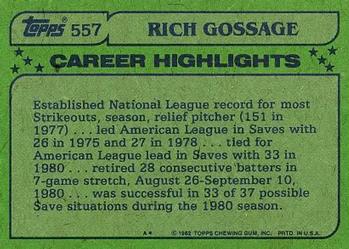 Topps 557 RICH GOSSAGE
CAREER HIGHLIGHTS
Established National League record for most
Strikeouts, season, relief pitcher (151 in
1977) . . . led American League in Saves with
26 in 1975 and 27 in 1978 . . . tied for
American League lead in Saves with 33 in
1980 . . . retired 28 consecutive batters in
7-game stretch, August 26-September 10,
1980 . . . was successful in 33 of 37 possible
Save situations during the 1980 season.
A* © 1982 TOPPS CHEWING GUM, INC. PRTD. IN U.S.A.